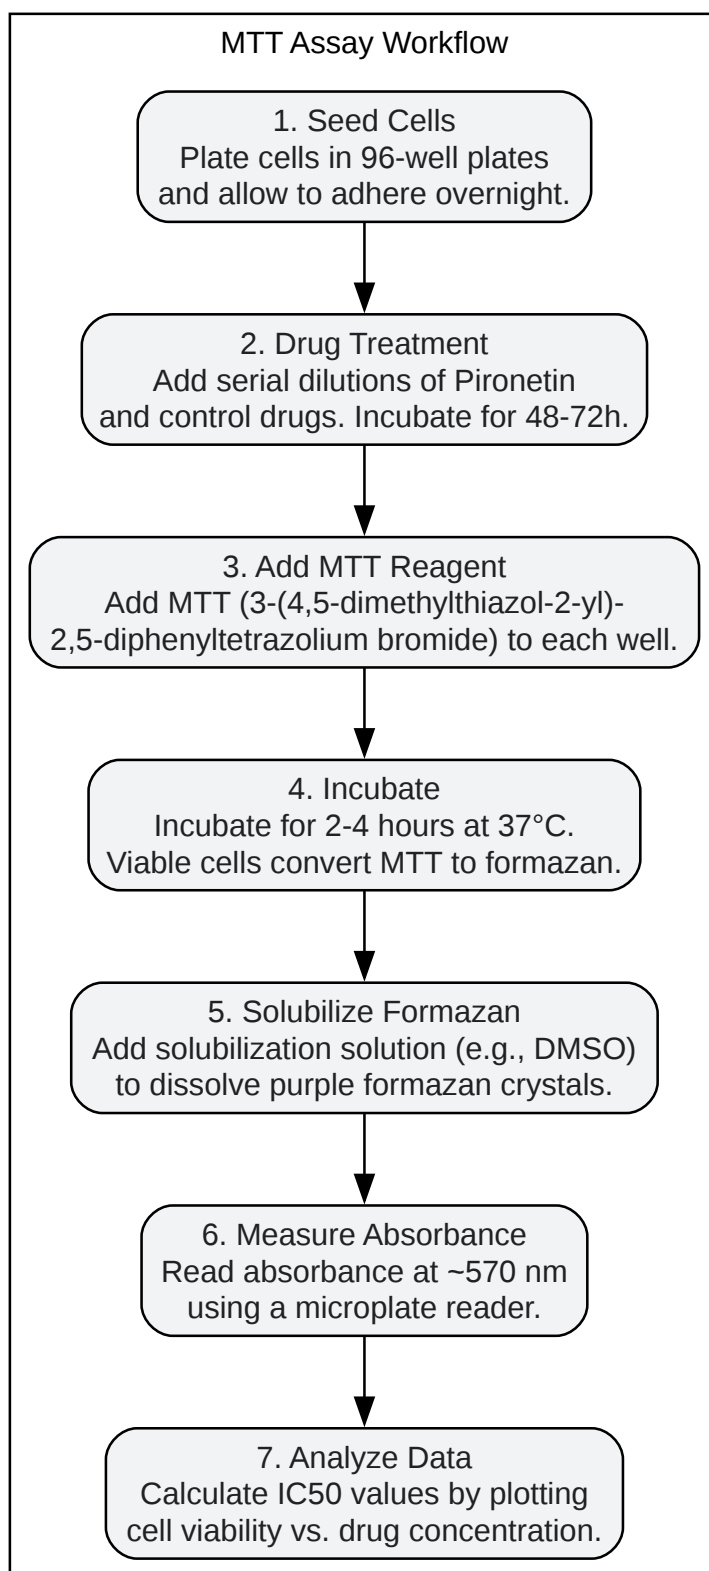 MTT Assay Workflow
1. Seed Cells
Plate cells in 96-well plates
and allow to adhere overnight.
2. Drug Treatment
Add serial dilutions of Pironetin
and control drugs. Incubate for 48-72h.
3. Add MTT Reagent
Add MTT (3-(4,5-dimethylthiazol-2-yl)-
2,5-diphenyltetrazolium bromide) to each well.
4. Incubate
Incubate for 2-4 hours at 37°C.
Viable cells convert MTT to formazan.
5. Solubilize Formazan
Add solubilization solution (e.g., DMSO)
to dissolve purple formazan crystals.
6. Measure Absorbance
Read absorbance at ~570 nm
using a microplate reader.
7. Analyze Data
Calculate IC50 values by plotting
cell viability vs. drug concentration.